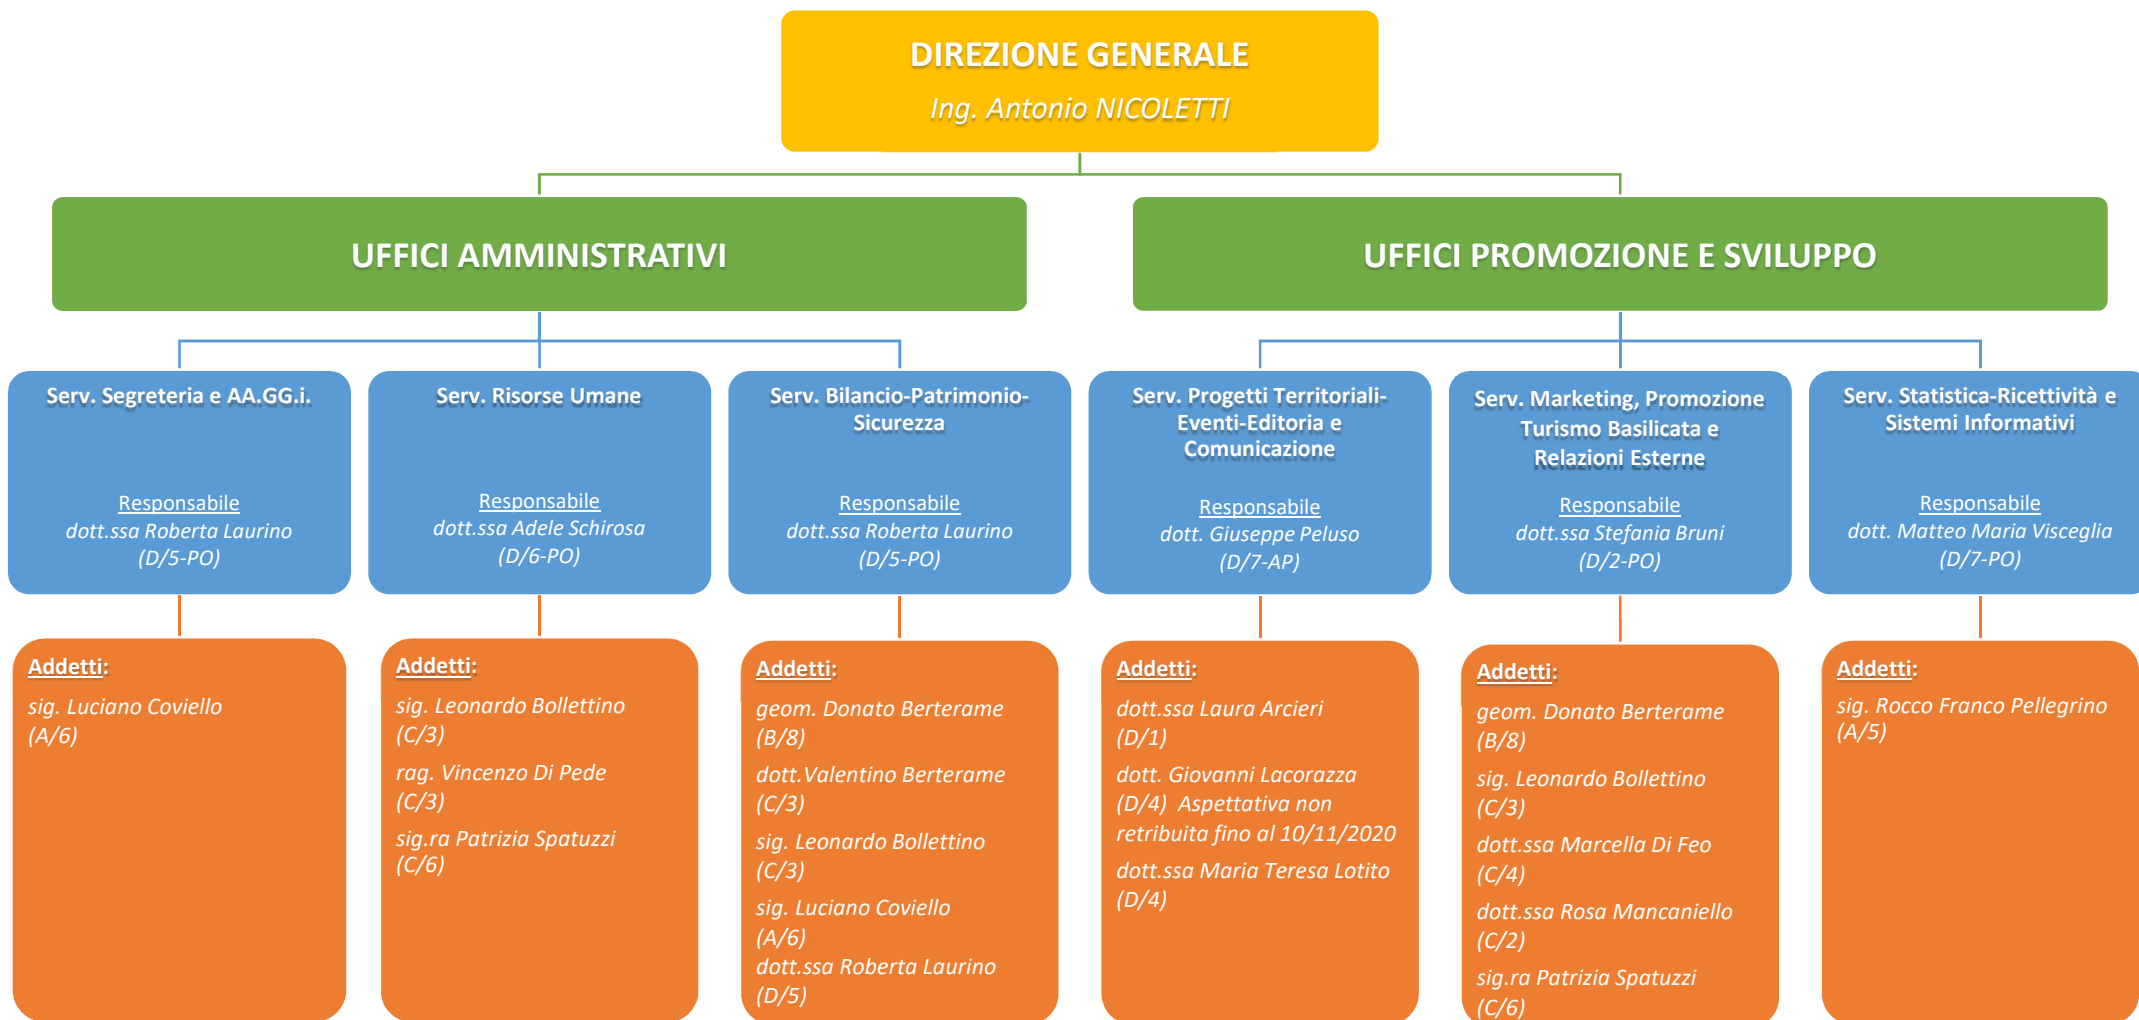 DIREZIONE GENERALE
Ing. Antonio NICOLETTI
UFFICI AMMINISTRATIVI
UFFICI PROMOZIONE E SVILUPPO
Serv. Segreteria e AA.GG.i.
Responsabile
dott.ssa Roberta Laurino
(D/5-PO)
Serv. Risorse Umane
Responsabile
dott.ssa Adele Schirosa
(D/6-PO)
Serv. Bilancio-Patrimonio-
Sicurezza
Responsabile
dott.ssa Roberta Laurino
(D/5-PO)
Serv. Progetti Territoriali-
Eventi-Editoria e
Comunicazione
Responsabile
dott. Giuseppe Peluso
(D/7-AP)
Serv. Marketing, Promozione
Turismo Basilicata e
Relazioni Esterne
Responsabile
dott.ssa Stefania Bruni
(D/2-PO)
Serv. Statistica-Ricettività e
Sistemi Informativi
Responsabile
dott. Matteo Maria Visceglia
(D/7-PO)
Addetti:
sig. Luciano Coviello
(A/6)
Addetti:
sig. Leonardo Bollettino
(C/3)
rag. Vincenzo Di Pede
(C/3)
sig.ra Patrizia Spatuzzi
(C/6)
Addetti:
geom. Donato Berterame
(B/8)
dott.Valentino Berterame
(C/3)
sig. Leonardo Bollettino
(C/3)
sig. Luciano Coviello
(A/6)
dott.ssa Roberta Laurino
(D/5)
Addetti:
dott.ssa Laura Arcieri
(D/1)
dott. Giovanni Lacorazza
(D/4) Aspettativa non
retribuita fino al 10/11/2020
dott.ssa Maria Teresa Lotito
(D/4)
Addetti:
geom. Donato Berterame
(B/8)
sig. Leonardo Bollettino
(C/3)
dott.ssa Marcella Di Feo
(C/4)
dott.ssa Rosa Mancaniello
(C/2)
sig.ra Patrizia Spatuzzi
(C/6)
Addetti:
sig. Rocco Franco Pellegrino
(A/5)